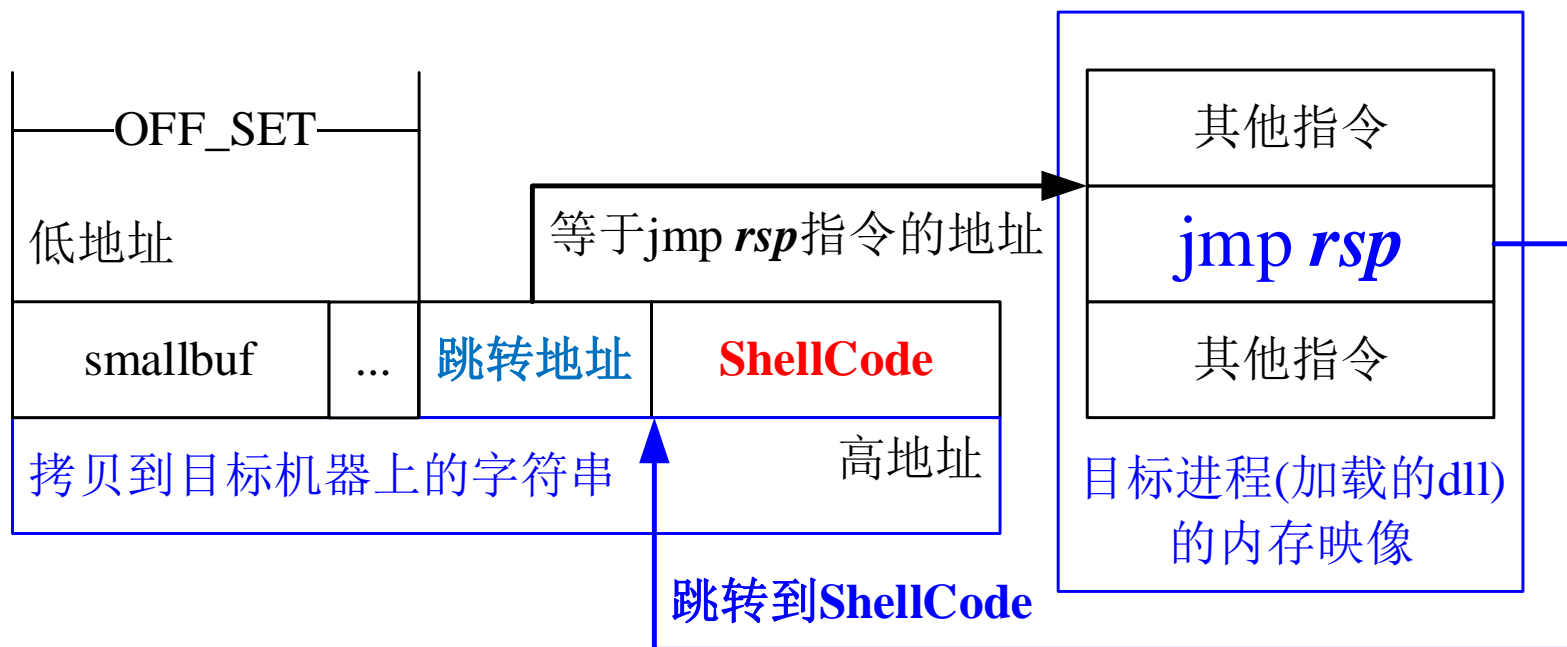 OFF_SET
低地址
等于jmp rsp指令的地址
smallbuf
...
跳转地址
ShellCode
拷贝到目标机器上的字符串
高地址
跳转到ShellCode
其他指令
jmp rsp
其他指令
目标进程(加载的dll)
的内存映像